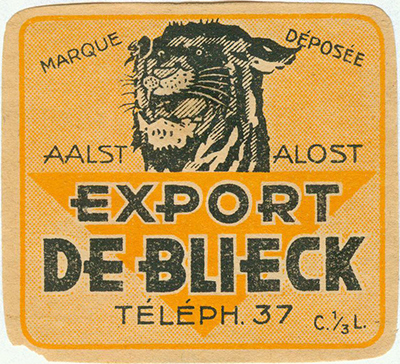 MARQUE DÉPOSÉE
AALST ALOST
EXPORT
DE BLIECK
TÉLÉPH. 37 C. 1/3 L.